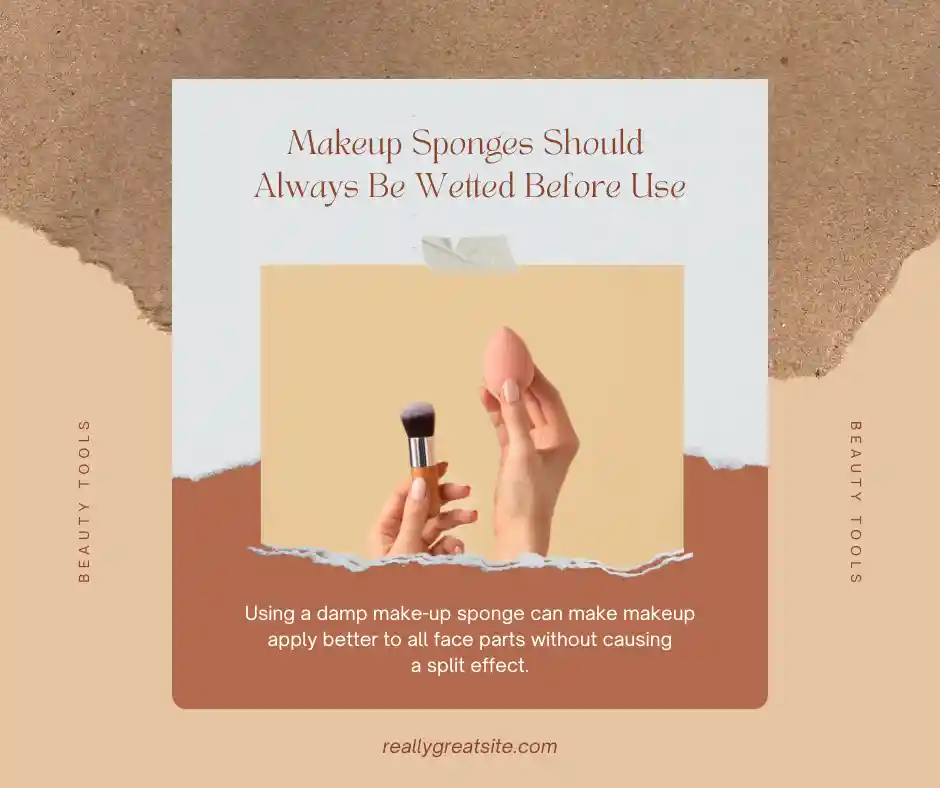 Makeup Sponges Should
Always Be Wetted Before Use
BEAUTY TOOLS
BEAUTY TOOLS
Using a damp make-up sponge can make makeup
apply better to all face parts without causing
a split effect.
reallygreatsite.com